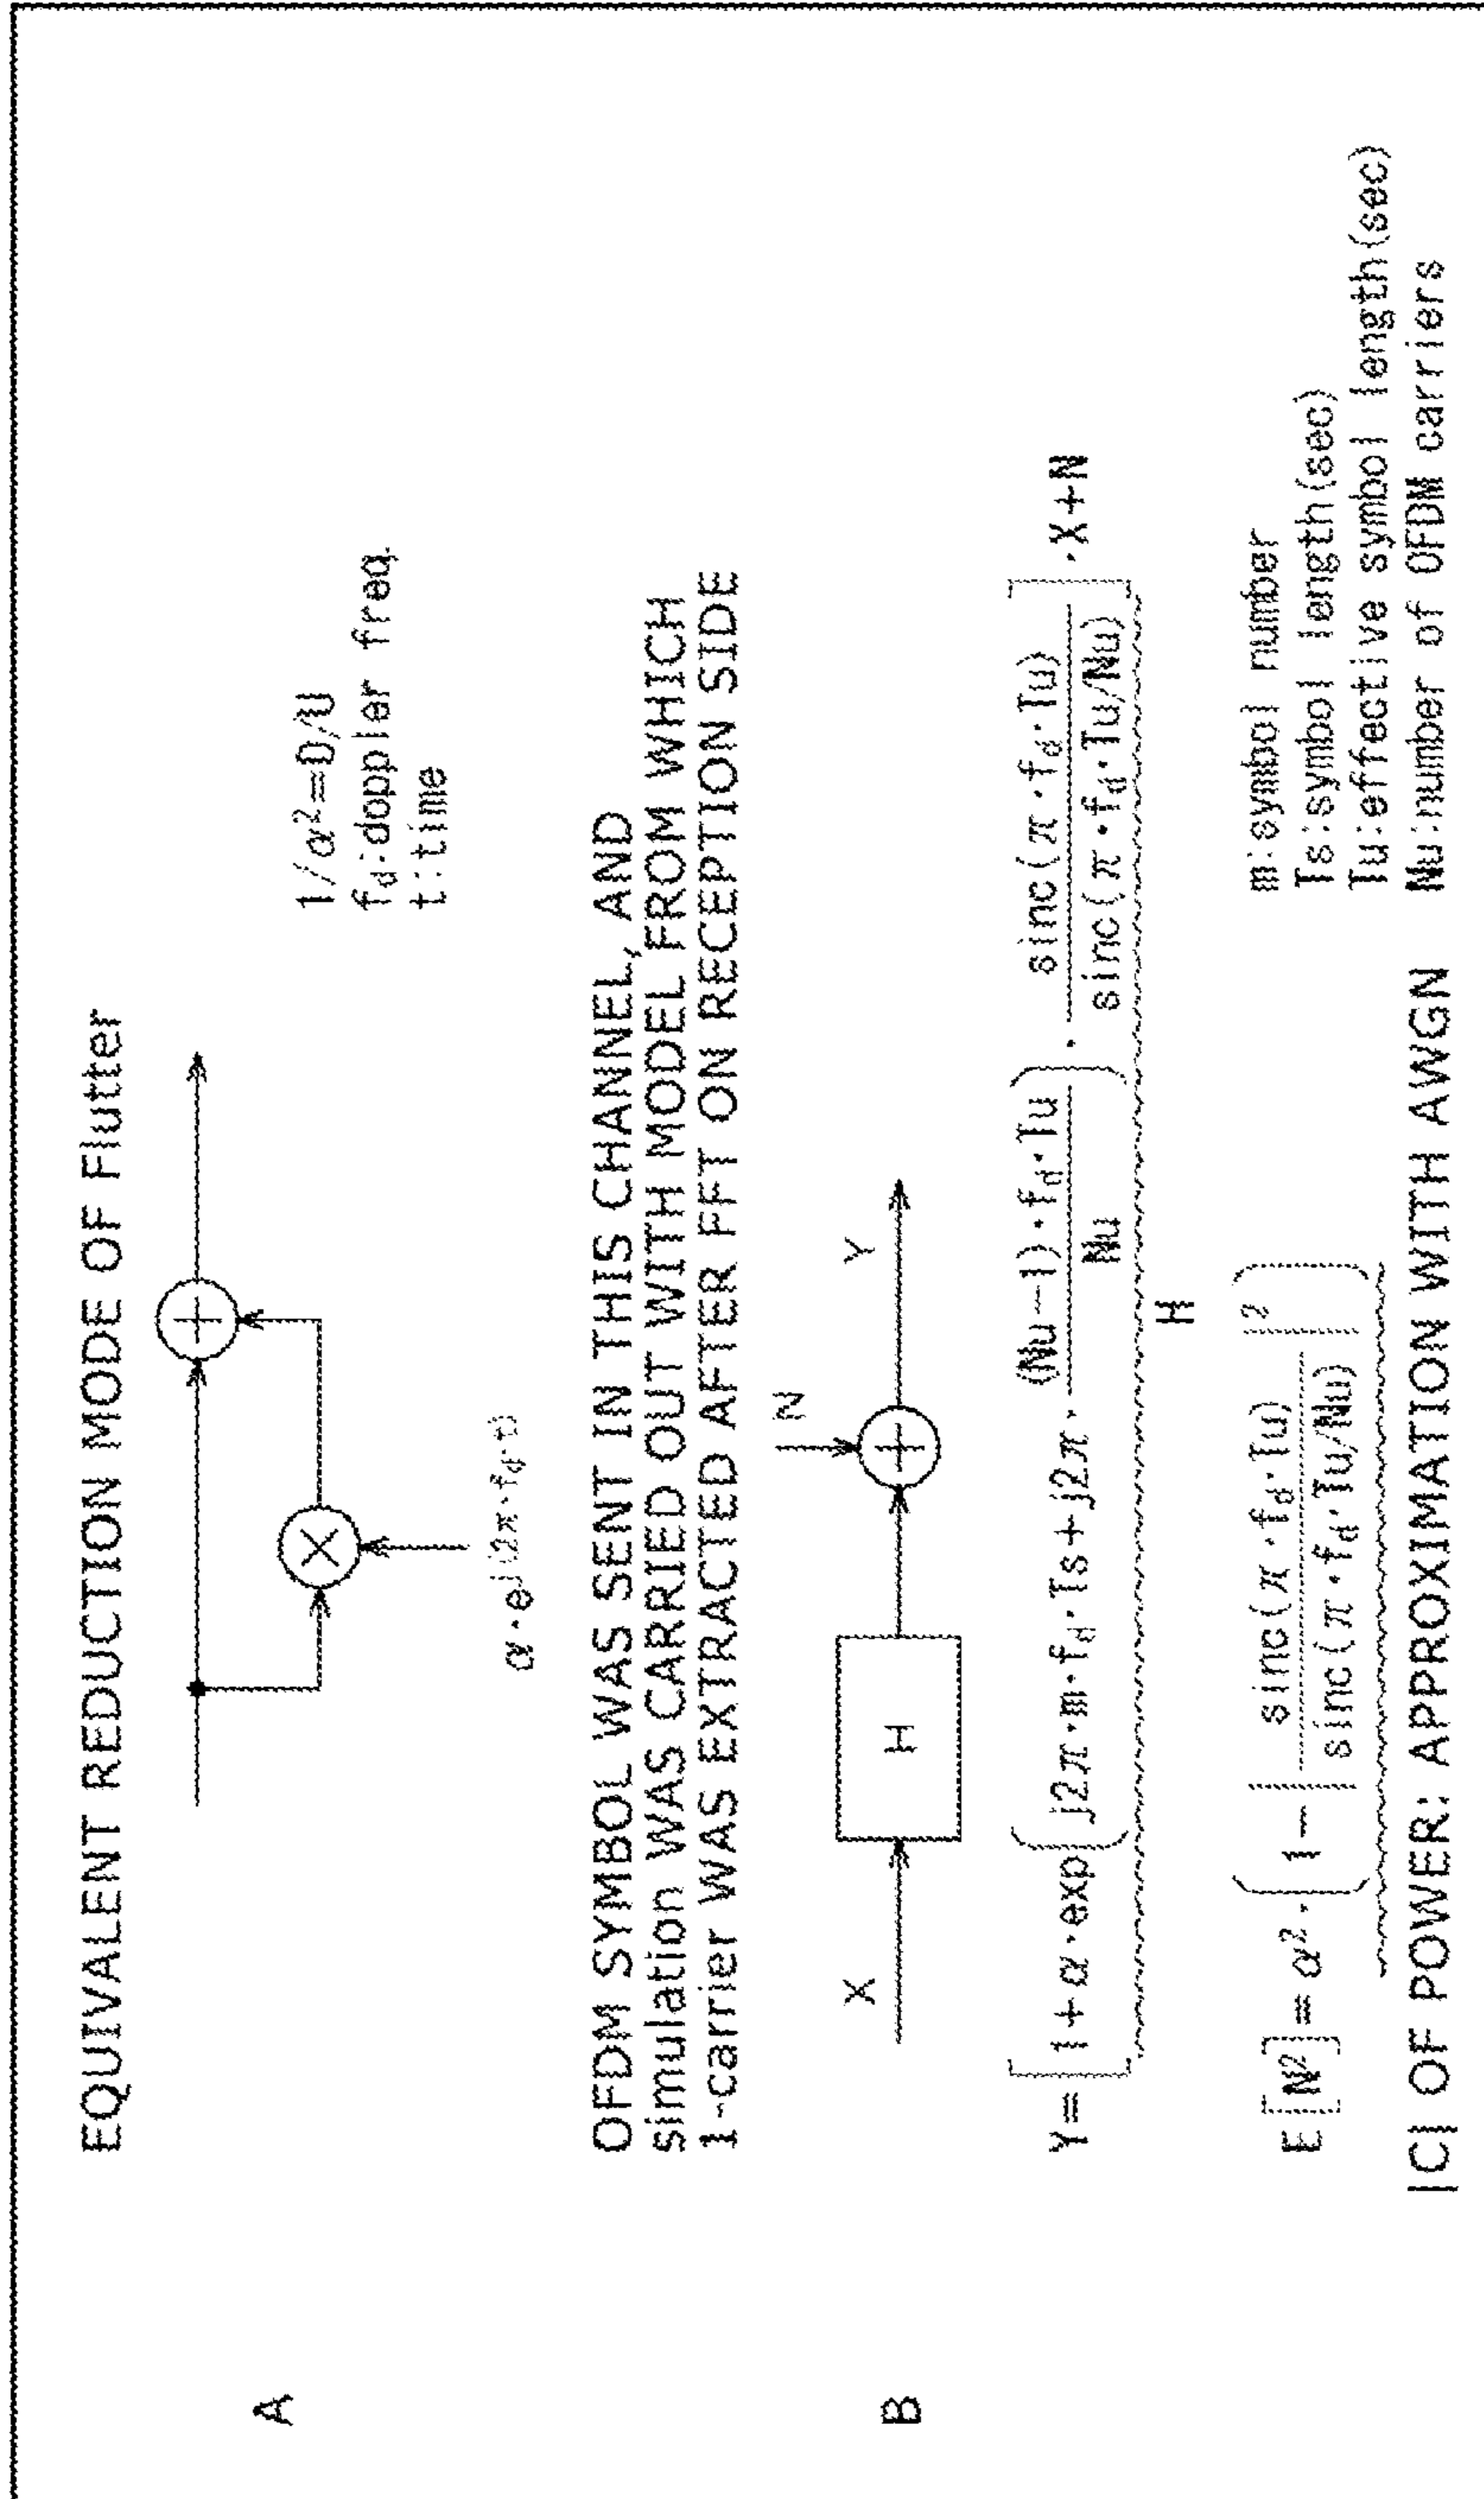 EQUIVALENT REDUCTION MODE OF Flutter
A
α·e^j(2π·f_d·t)
1/α²=D/U
f_d:doppler freq.
t:time
OFDM SYMBOL WAS SENT IN THIS CHANNEL, AND
simulation WAS CARRIED OUT WITH MODEL FROM WHICH
1-carrier WAS EXTRACTED AFTER FFT ON RECEPTION SIDE
B
X
H
N
Y
Y=[1+α·exp(j2π·m·f_d·Ts+j2π·(Nu-1)·f_d·Tu/Nu)·sinc(π·f_d·Tu)/sinc(π·f_d·Tu/Nu)]·X+N
H
E[N²]=α²·(1-|sinc(π·f_d·Tu)/sinc(π·f_d·Tu/Nu)|²)
m:symbol number
Ts:symbol length(sec)
Tu:effective symbol length(sec)
Nu:number of OFDM carriers
ICI OF POWER: APPROXIMATION WITH AWGN